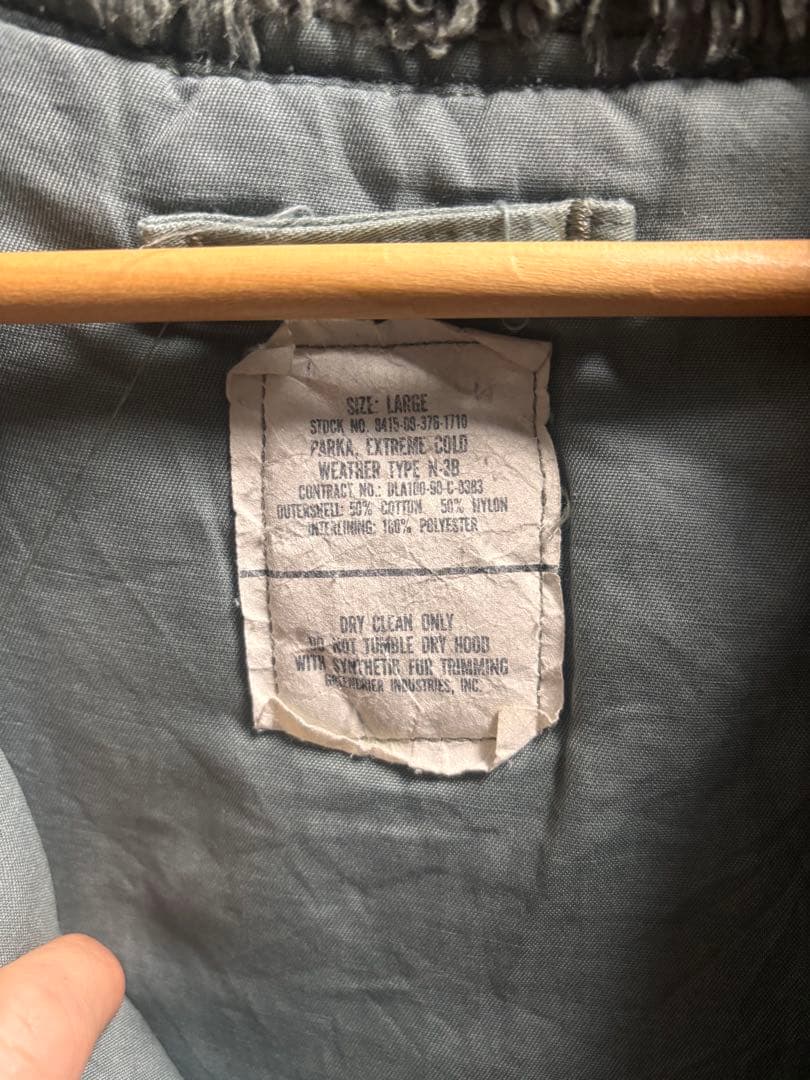 SIZE: LARGE
STOCK NO. 8415-00-376-1710
PARKA, EXTREME COLD
WEATHER TYPE N-3B
CONTRACT NO.: DLA100-90-C-0383
OUTERSHELL: 50% COTTON, 50% NYLON
INTERLINING: 100% POLYESTER
DRY CLEAN ONLY
DO NOT TUMBLE DRY HOOD
WITH SYNTHETIC FUR TRIMMING
GREENBRIER INDUSTRIES, INC.